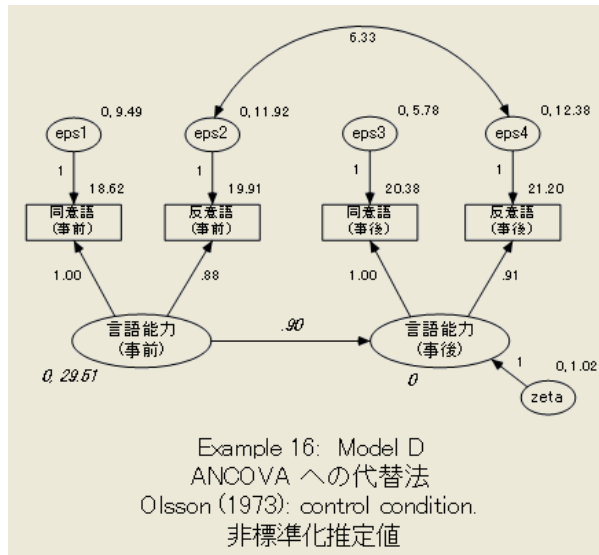 6.33
0, 9.49
0, 11.92
0, 5.78
0, 12.38
eps1
eps2
eps3
eps4
1
1
1
1
18.62
19.91
20.38
21.20
同意語
(事前)
反意語
(事前)
同意語
(事後)
反意語
(事後)
1.00
.88
1.00
.91
言語能力
(事前)
.90
言語能力
(事後)
0, 29.51
0
1
0, 1.02
zeta
Example 16: Model D
ANCOVA への代替法
Olsson (1973): control condition.
非標準化推定値